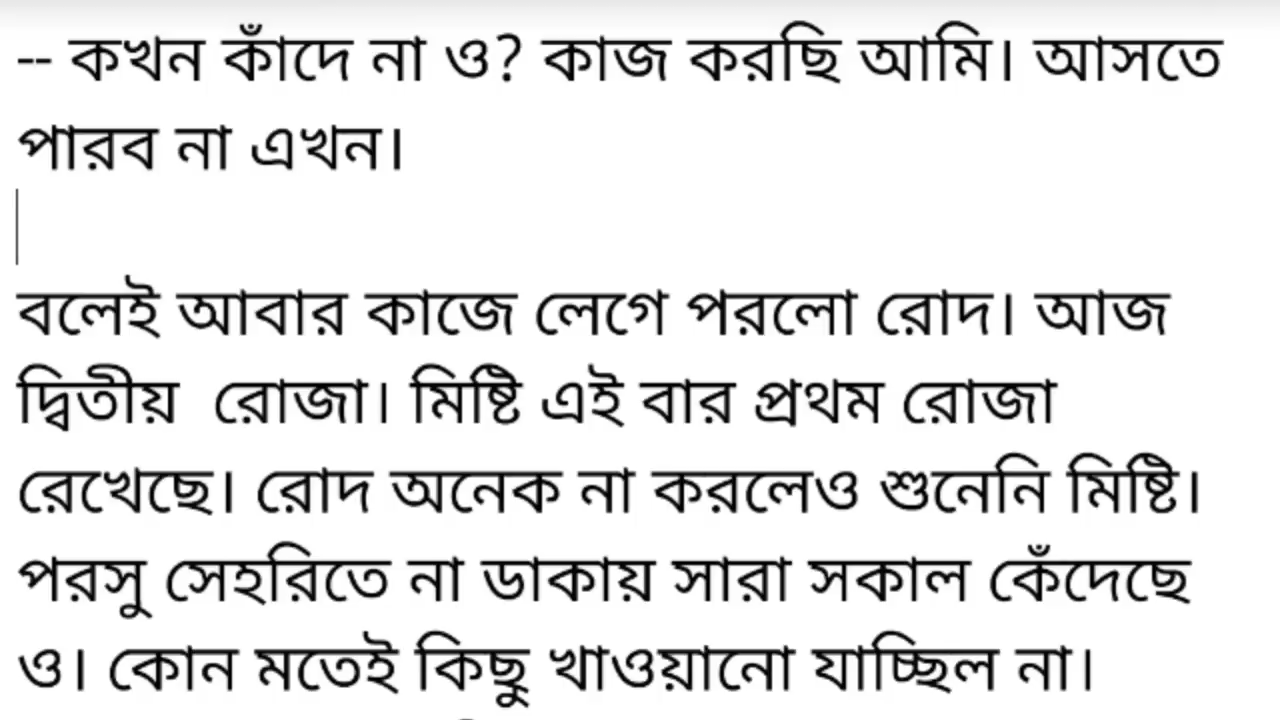 -- কখন কাঁদে না ও? কাজ করছি আমি। আসতে
পারব না এখন।
বলেই আবার কাজে লেগে পরলো রোদ। আজ
দ্বিতীয়  রোজা। মিষ্টি এই বার প্রথম রোজা
রেখেছে। রোদ অনেক না করলেও শুনেনি মিষ্টি।
পরসু সেহরিতে না ডাকায় সারা সকাল কেঁদেছে
ও। কোন মতেই কিছু খাওয়ানো যাচ্ছিল না।